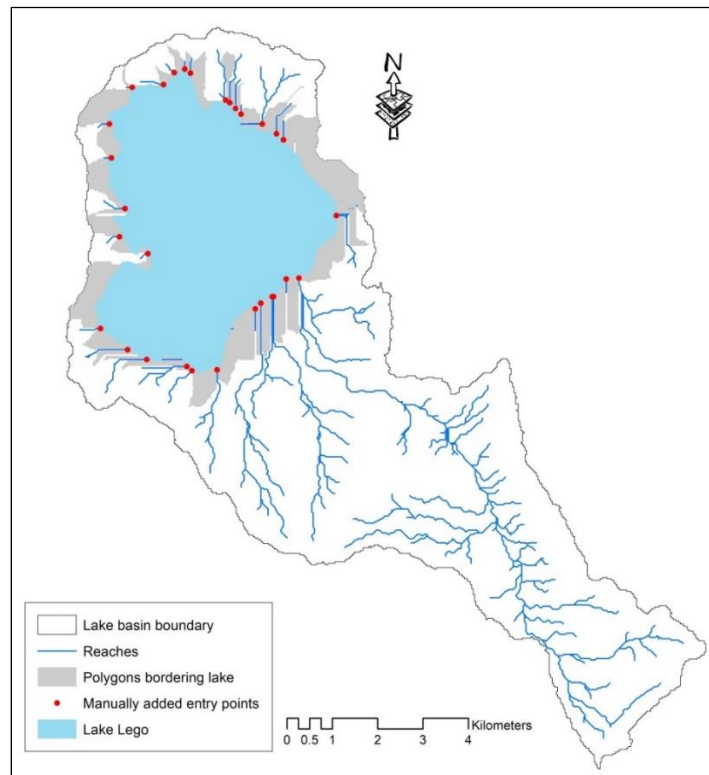 N
Lake basin boundary
Reaches
Polygons bordering lake
Manually added entry points
Lake Lego
Kilometers
0 0.5 1 2 3 4